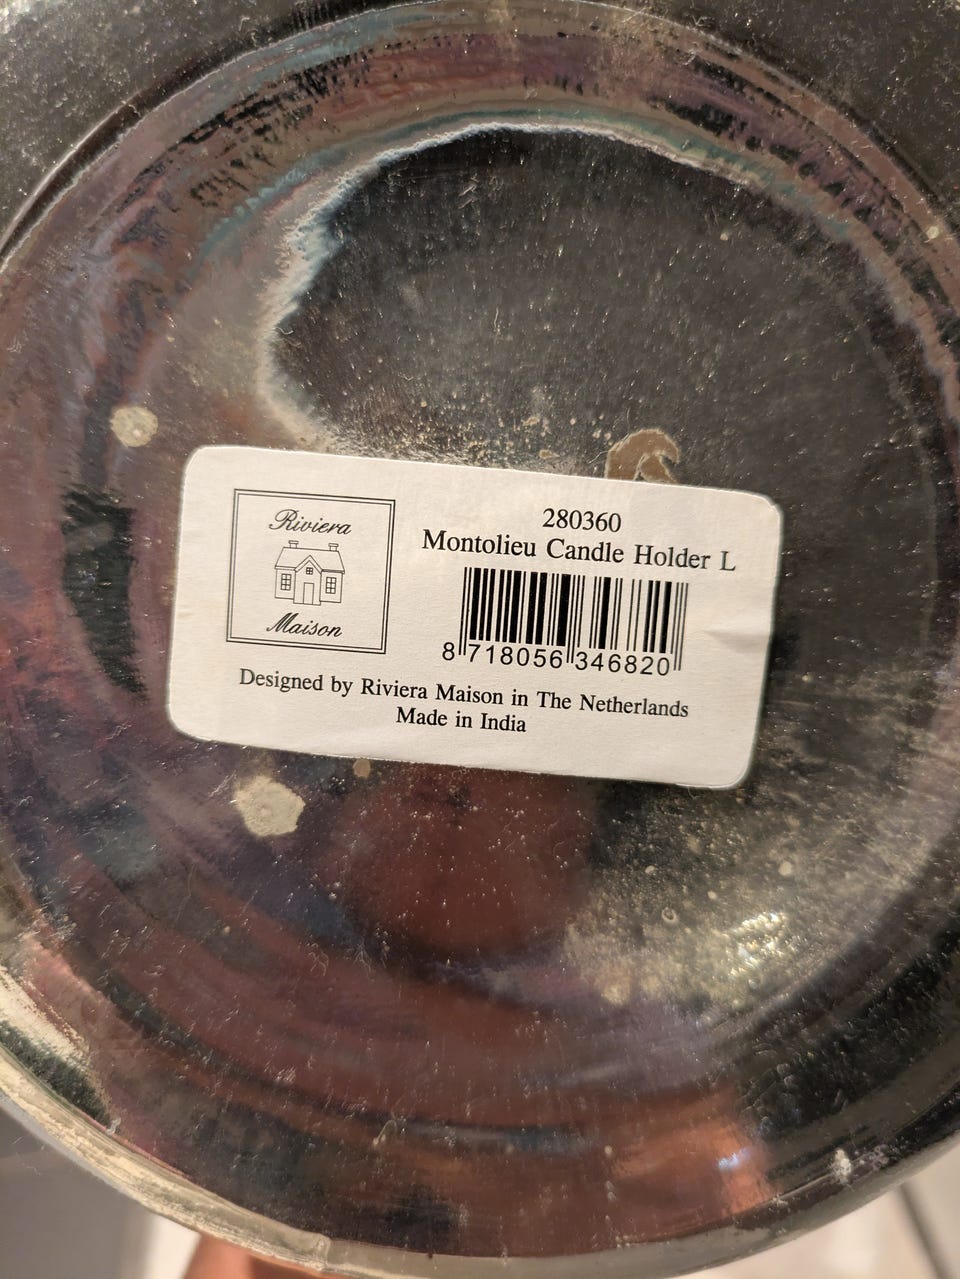 Riviera
Maison
280360
Montolieu Candle Holder L
8 718056 346820
Designed by Riviera Maison in The Netherlands
Made in India